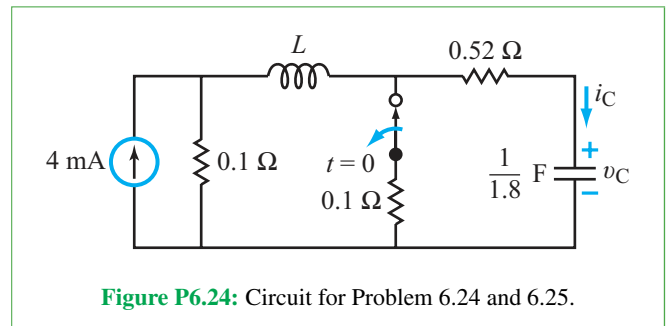 L
0.52 Ω
iC
4 mA
0.1 Ω
t = 0
0.1 Ω
1
1.8
F
+
υC
−
Figure P6.24: Circuit for Problem 6.24 and 6.25.